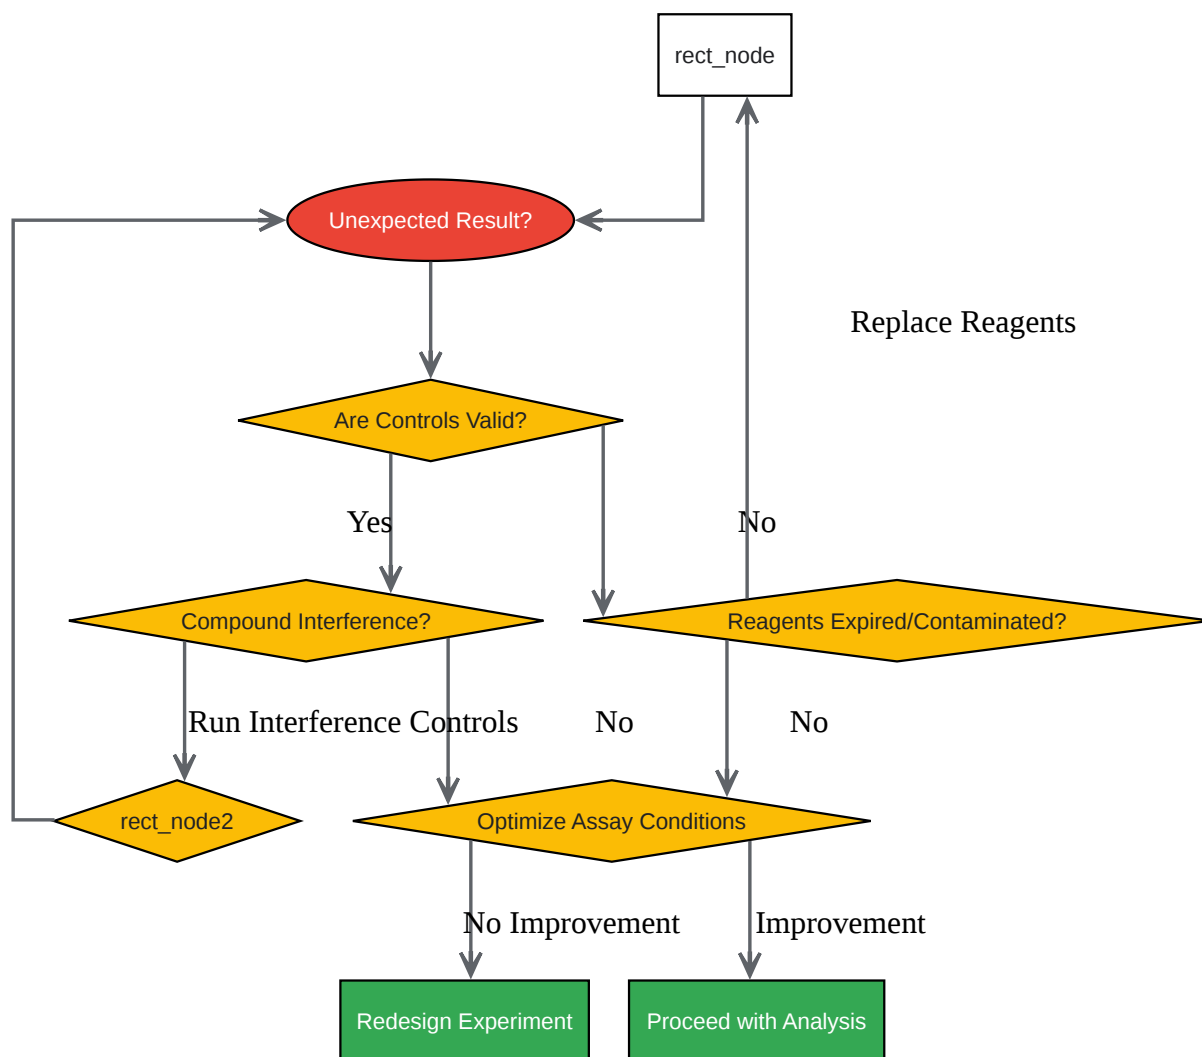 rect_node
Unexpected Result?
Replace Reagents
Are Controls Valid?
Yes
No
Compound Interference?
Reagents Expired/Contaminated?
Run Interference Controls
No
No
rect_node2
Optimize Assay Conditions
No Improvement
Improvement
Redesign Experiment
Proceed with Analysis